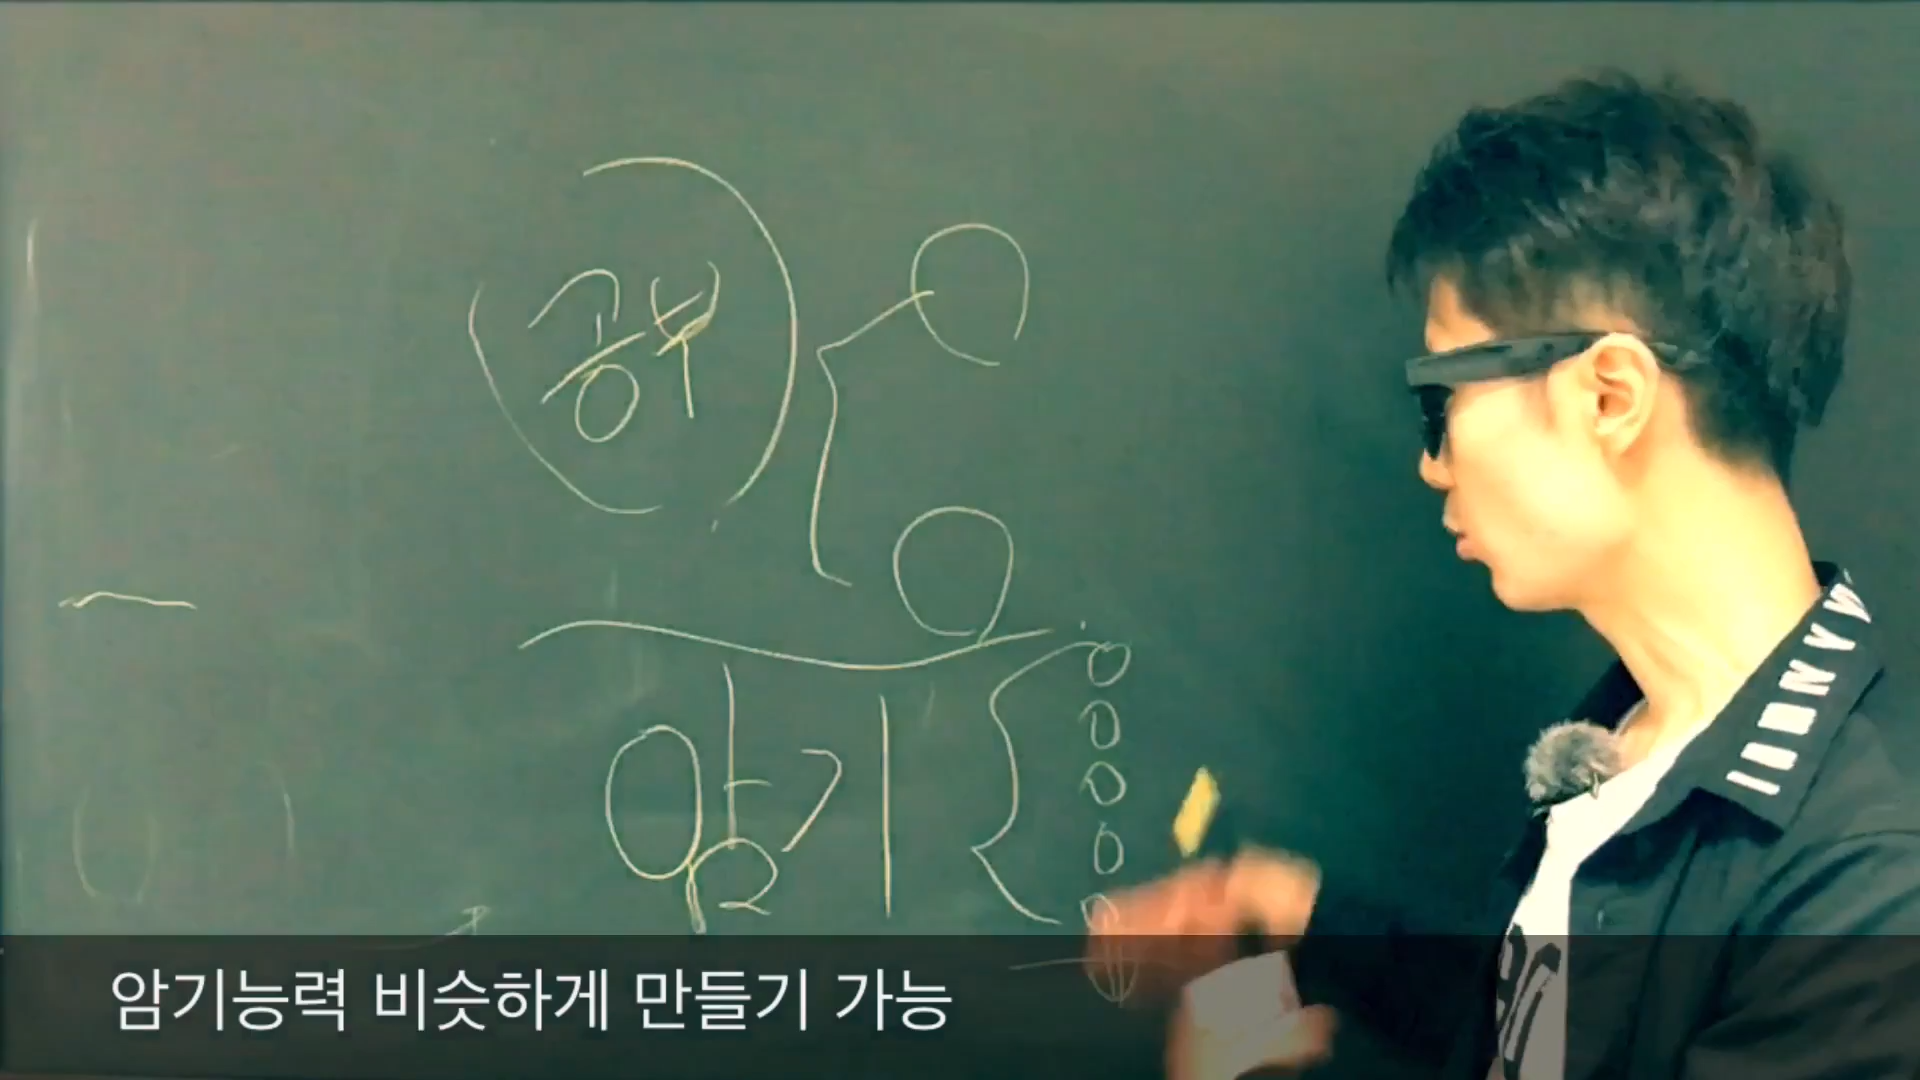 공부
암기
암기능력 비슷하게 만들기 가능